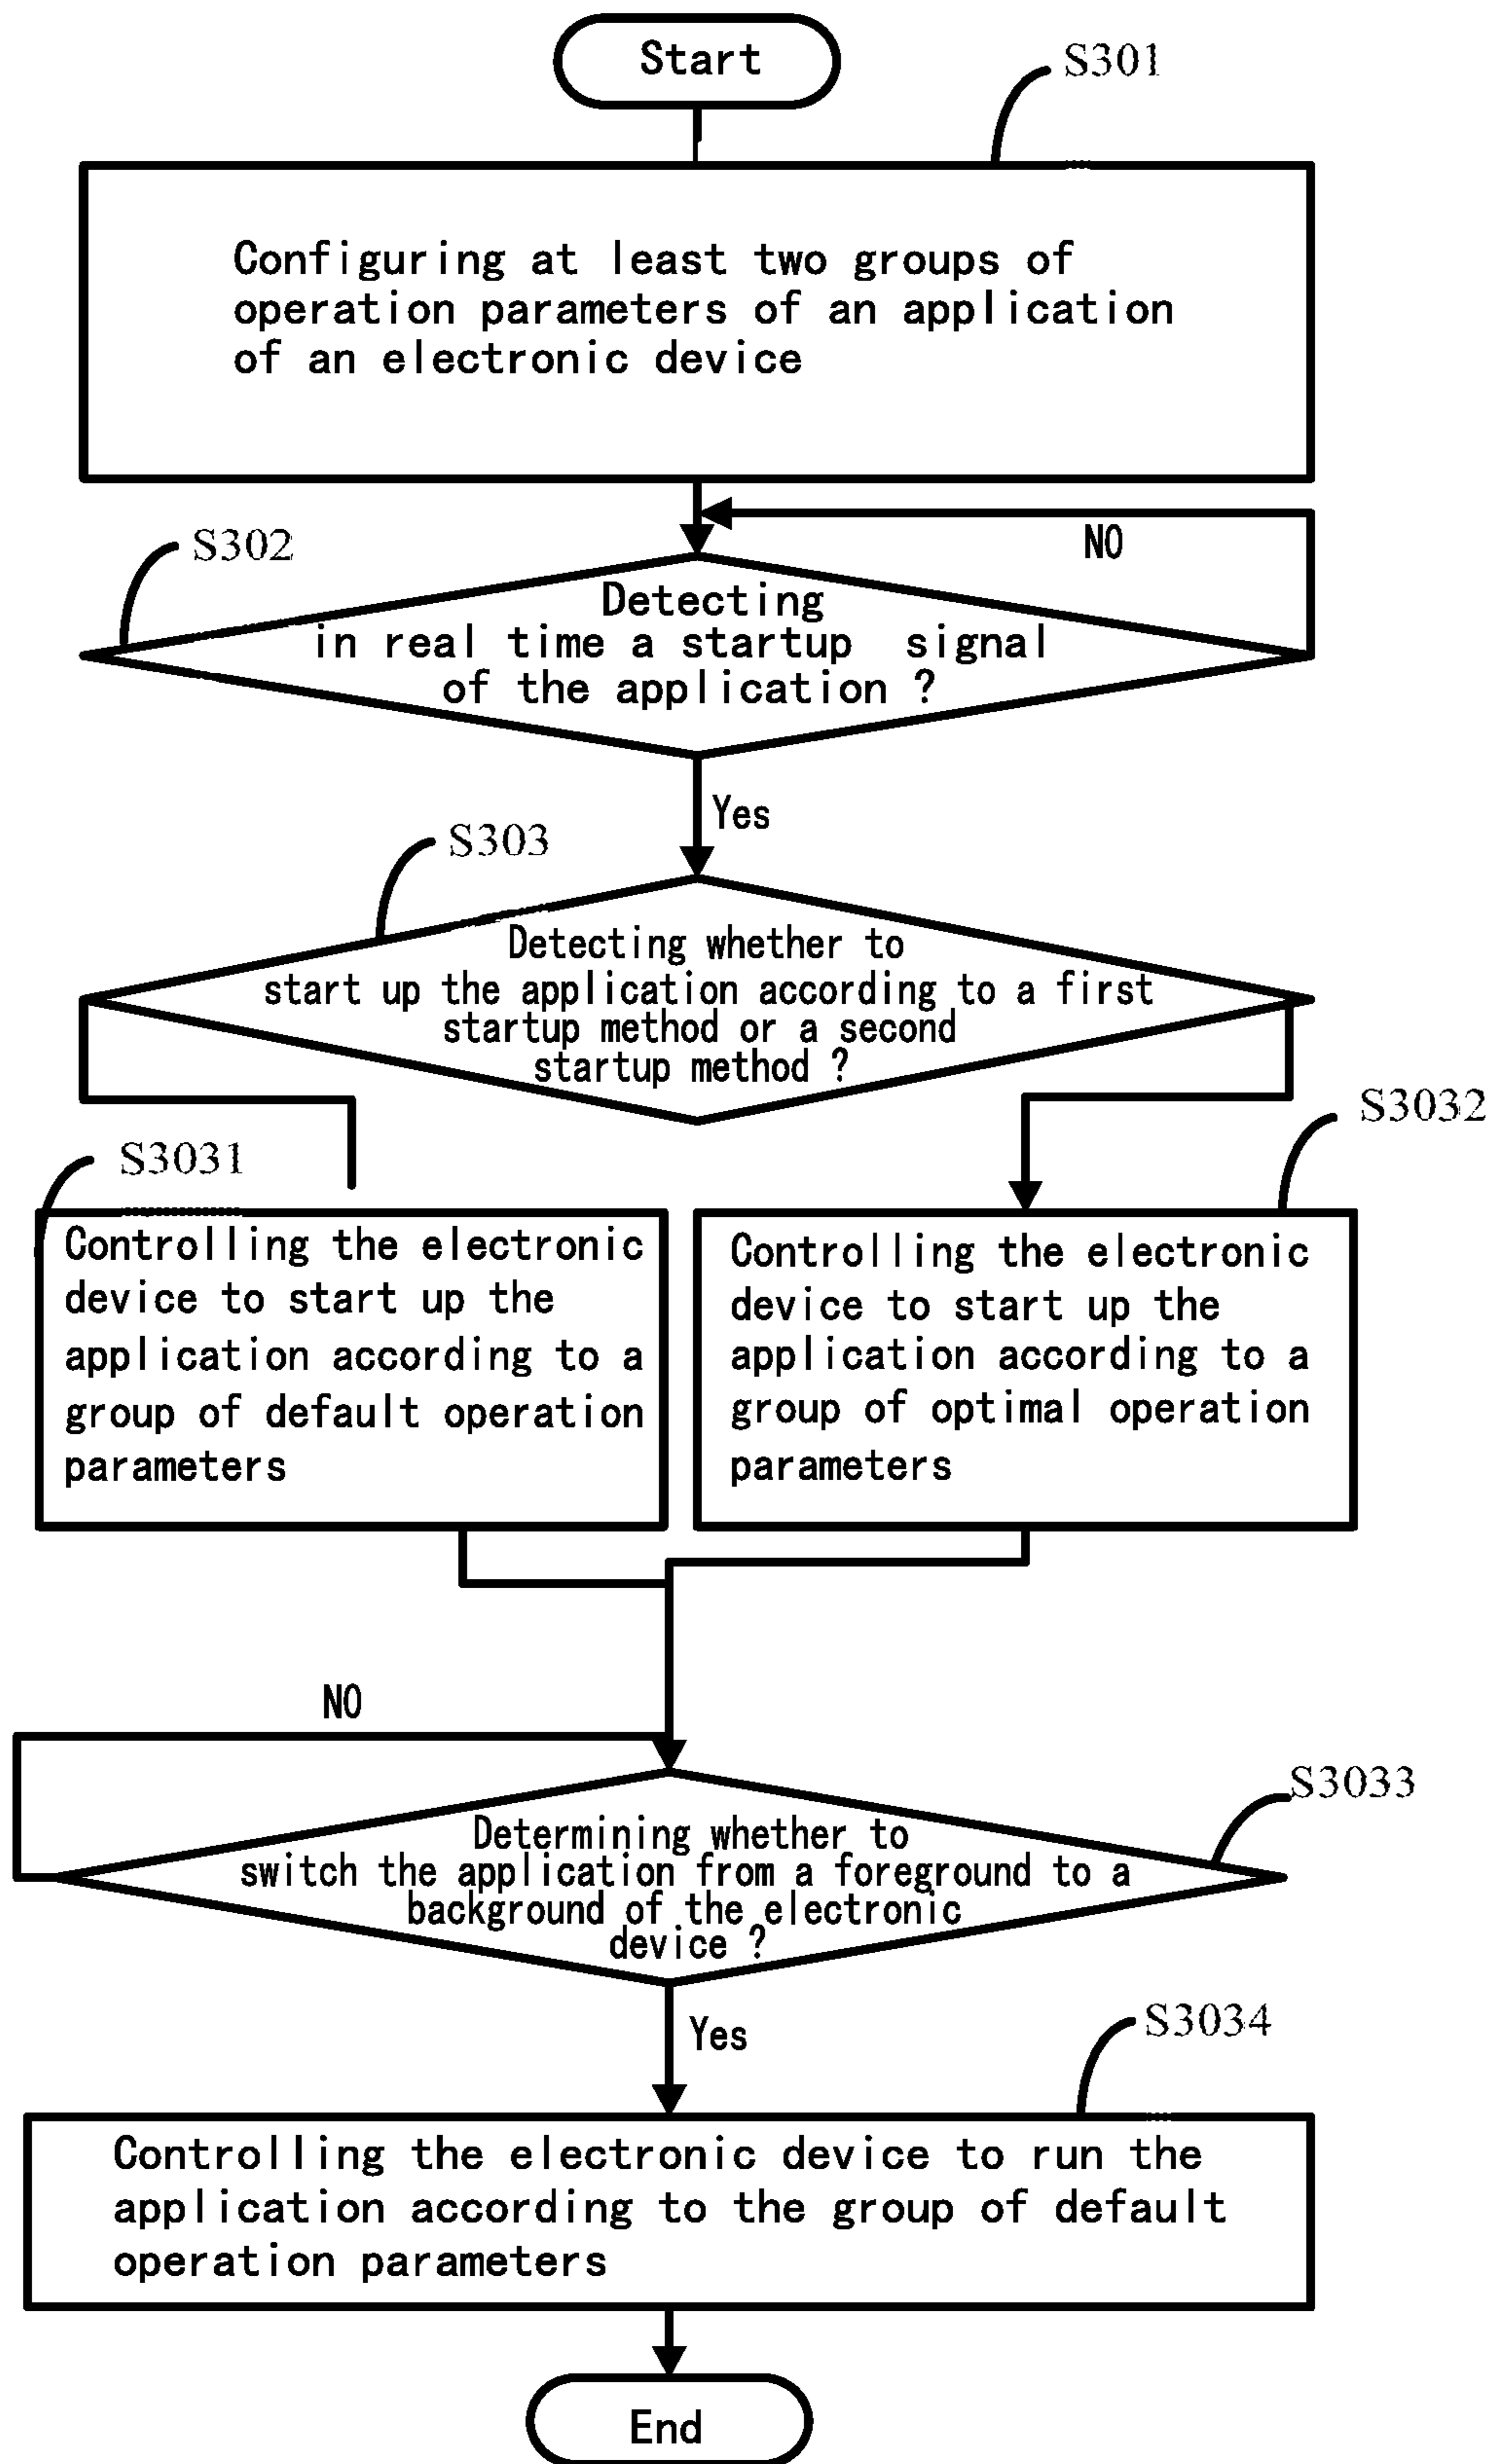 Start
S301
Configuring at least two groups of
operation parameters of an application
of an electronic device
NO
S302
Detecting
in real time a startup signal
of the application ?
Yes
S303
Detecting whether to
start up the application according to a first
startup method or a second
startup method ?
S3032
S3031
Controlling the electronic
device to start up the
application according to a
group of default operation
parameters
Controlling the electronic
device to start up the
application according to a
group of optimal operation
parameters
NO
S3033
Determining whether to
switch the application from a foreground to a
background of the electronic
device ?
Yes
S3034
Controlling the electronic device to run the
application according to the group of default
operation parameters
End